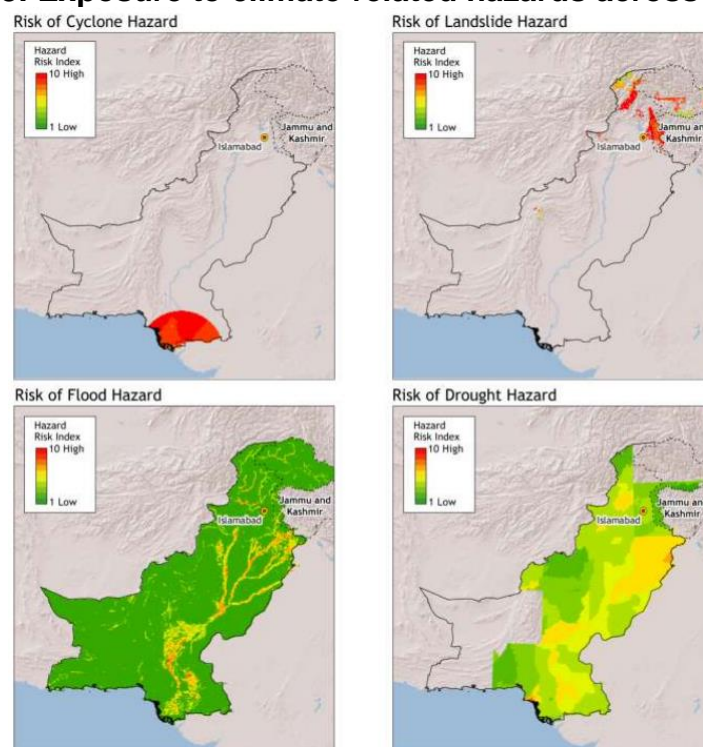 Exposure to climate-related hazards across
Risk of Cyclone Hazard
Hazard
Risk Index
10 High
1 Low
Jammu and
Kashmir
Islamabad
Risk of Landslide Hazard
Hazard
Risk Index
10 High
1 Low
Jammu and
Kashmir
Islamabad
Risk of Flood Hazard
Hazard
Risk Index
10 High
1 Low
Jammu and
Kashmir
Islamabad
Risk of Drought Hazard
Hazard
Risk Index
10 High
1 Low
Jammu and
Kashmir
Islamabad